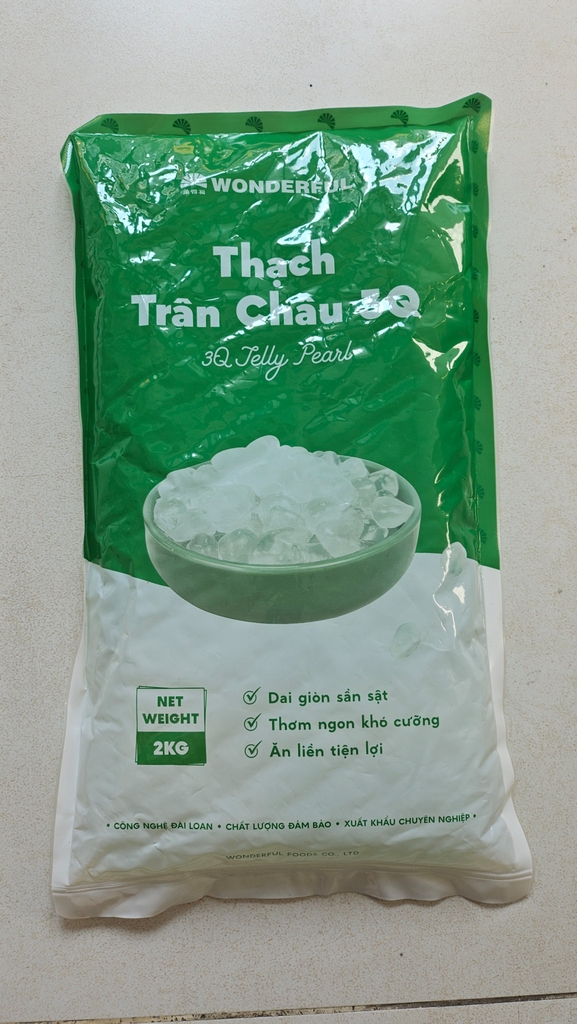 WONDERFUL
Thạch
Trân Châu 3Q
3Q Jelly Pearl
NET
WEIGHT
2KG
Dai giòn sần sật
Thơm ngon khó cưỡng
Ăn liền tiện lợi
• CÔNG NGHỆ ĐÀI LOAN • CHẤT LƯỢNG ĐẢM BẢO • XUẤT KHẨU CHUYÊN NGHIỆP •
WONDERFUL FOODS CO., LTD